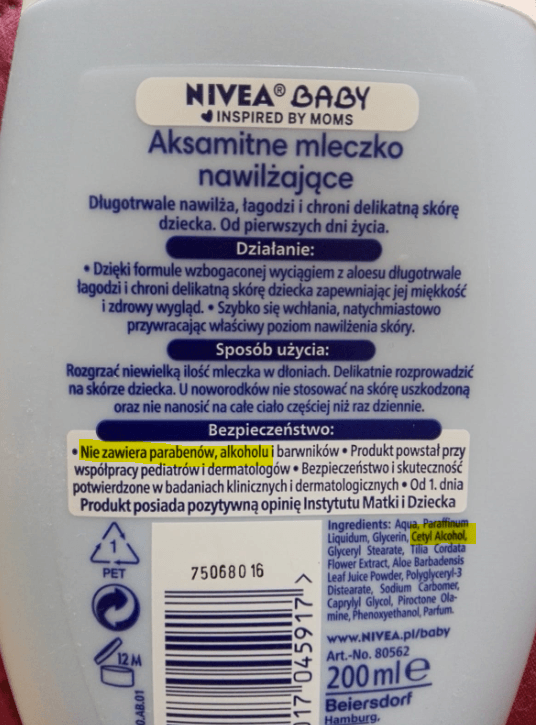 NIVEA® BABY
INSPIRED BY MOMS
Aksamitne mleczko
nawilżające
Długotrwale nawilża, łagodzi i chroni delikatną skórę
dziecka. Od pierwszych dni życia.
Działanie:
• Dzięki formule wzbogaconej wyciągiem z aloesu długotrwale
łagodzi i chroni delikatną skórę dziecka zapewniając jej miękkość
i zdrowy wygląd. • Szybko się wchłania, natychmiastowo
przywracając właściwy poziom nawilżenia skóry.
Sposób użycia:
Rozgrzać niewielką ilość mleczka w dłoniach. Delikatnie rozprowadzić
na skórze dziecka. U noworodków nie stosować na skórę uszkodzoną
oraz nie nanosić na całe ciało częściej niż raz dziennie.
Bezpieczeństwo:
• Nie zawiera parabenów, alkoholu i barwników • Produkt powstał przy
współpracy pediatrów i dermatologów • Bezpieczeństwo i skuteczność
potwierdzone w badaniach klinicznych i dermatologicznych • Od 1. dnia
Produkt posiada pozytywną opinię Instytutu Matki i Dziecka
1
PET
12 M
0.AB.01
75068016
17 045917 >
Ingredients: Aqua, Paraffinum
Liquidum, Glycerin, Cetyl Alcohol,
Glyceryl Stearate, Tilia Cordata
Flower Extract, Aloe Barbadensis
Leaf Juice Powder, Polyglyceryl-3
Distearate, Sodium Carbomer,
Caprylyl Glycol, Piroctone Ola-
mine, Phenoxyethanol, Parfum.
www.NIVEA.pl/baby
Art.-No. 80562
200 ml e
Beiersdorf
Hamburg,